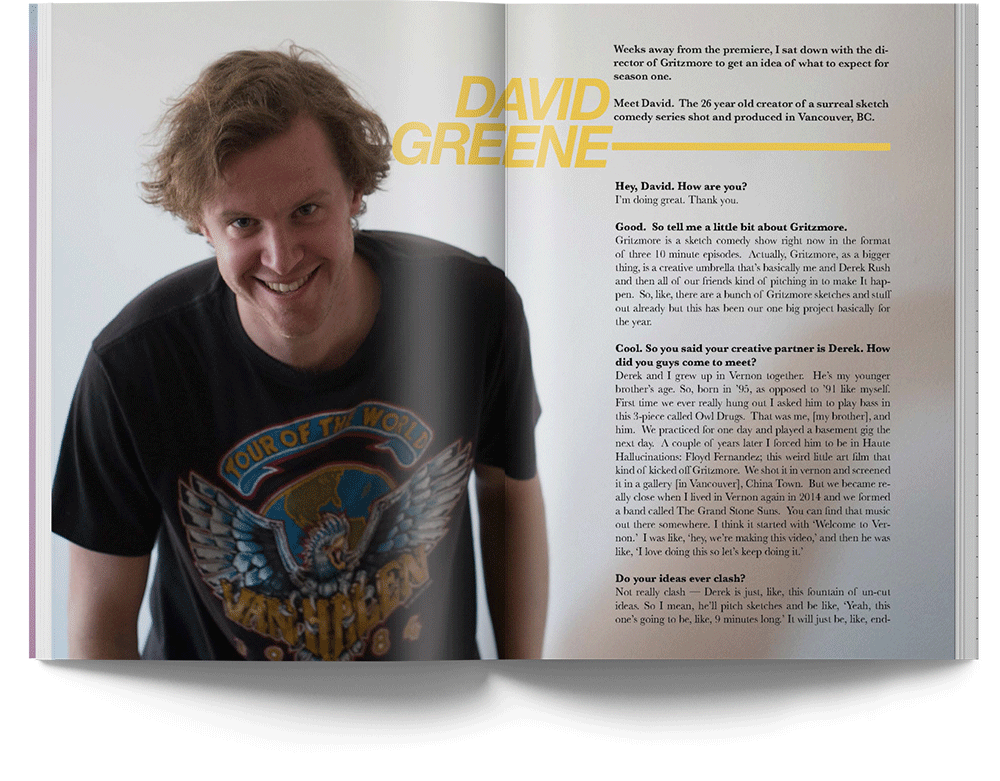 DAVID
GREENE
Weeks away from the premiere, I sat down with the di-
rector of Gritzmore to get an idea of what to expect for
season one.
Meet David. The 26 year old creator of a surreal sketch
comedy series shot and produced in Vancouver, BC.
Hey, David. How are you?
I'm doing great. Thank you.
Good. So tell me a little bit about Gritzmore.
Gritzmore is a sketch comedy show right now in the format
of three 10 minute episodes. Actually, Gritzmore, as a bigger
thing, is a creative umbrella that's basically me and Derek Rush
and then all of our friends kind of pitching in to make It hap-
pen. So, like, there are a bunch of Gritzmore sketches and stuff
out already but this has been our one big project basically for
the year.
Cool. So you said your creative partner is Derek. How
did you guys come to meet?
Derek and I grew up in Vernon together. He's my younger
brother's age. So, born in '95, as opposed to '91 like myself.
First time we ever really hung out I asked him to play bass in
this 3-piece called Owl Drugs. That was me, [my brother], and
him. We practiced for one day and played a basement gig the
next day. A couple of years later I forced him to be in Haute
Hallucinations: Floyd Fernandez; this weird little art film that
kind of kicked off Gritzmore. We shot it in vernon and screened
it in a gallery [in Vancouver], China Town. But we became re-
ally close when I lived in Vernon again in 2014 and we formed
a band called The Grand Stone Suns. You can find that music
out there somewhere. I think it started with 'Welcome to Ver-
non.' I was like, 'hey, we're making this video,' and then he was
like, 'I love doing this so let's keep doing it.'
Do your ideas ever clash?
Not really clash — Derek is just, like, this fountain of un-cut
ideas. So I mean, he'll pitch sketches and be like, 'Yeah, this
one's going to be, like, 9 minutes long.' It will just be, like, end-
TOUR OF THE WORLD
VAN HALEN
1984